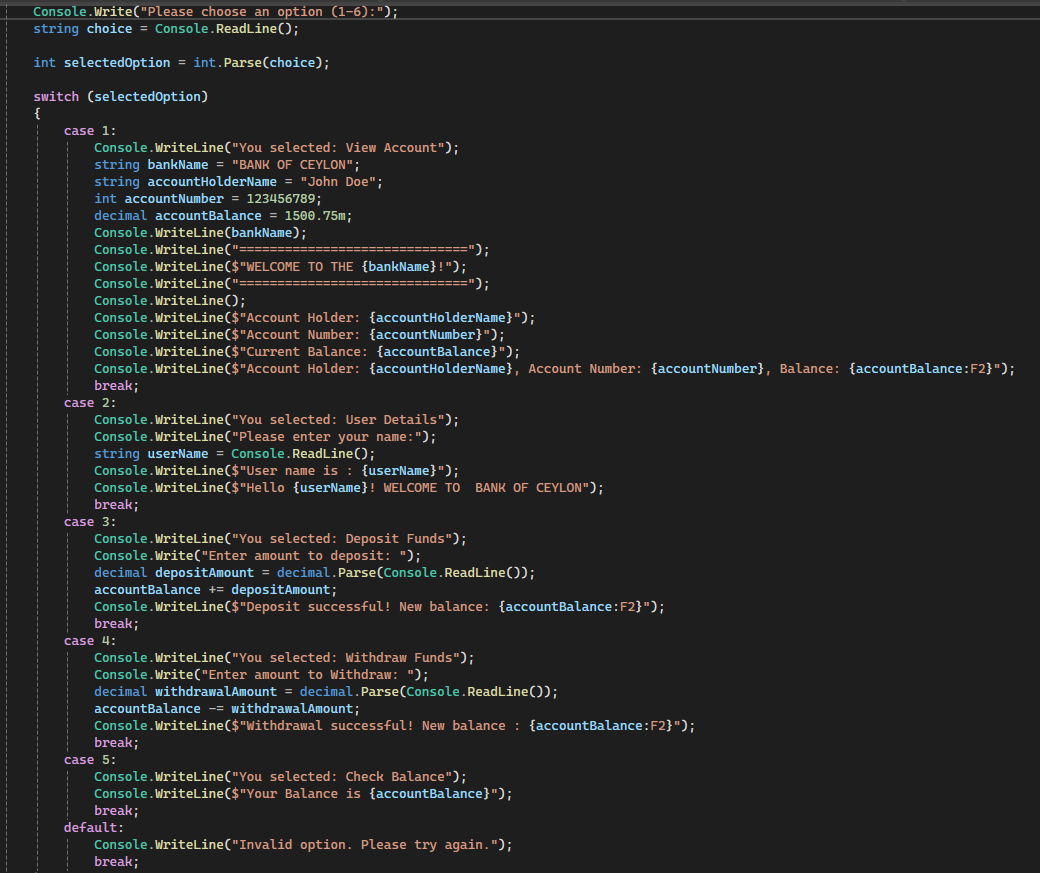 Console.Write("Please choose an option (1-6):");
string choice = Console.ReadLine();
int selectedOption = int.Parse(choice);
switch (selectedOption)
{
case 1:
Console.WriteLine("You selected: View Account");
string bankName = "BANK OF CEYLON";
string accountHolderName = "John Doe";
int accountNumber = 123456789;
decimal accountBalance = 1500.75m;
Console.WriteLine(bankName);
Console.WriteLine("==============================");
Console.WriteLine($"WELCOME TO THE {bankName}!");
Console.WriteLine("==============================");
Console.WriteLine();
Console.WriteLine($"Account Holder: {accountHolderName}");
Console.WriteLine($"Account Number: {accountNumber}");
Console.WriteLine($"Current Balance: {accountBalance}");
Console.WriteLine($"Account Holder: {accountHolderName}, Account Number: {accountNumber}, Balance: {accountBalance:F2}");
break;
case 2:
Console.WriteLine("You selected: User Details");
Console.WriteLine("Please enter your name:");
string userName = Console.ReadLine();
Console.WriteLine($"User name is : {userName}");
Console.WriteLine($"Hello {userName}! WELCOME TO  BANK OF CEYLON");
break;
case 3:
Console.WriteLine("You selected: Deposit Funds");
Console.Write("Enter amount to deposit: ");
decimal depositAmount = decimal.Parse(Console.ReadLine());
accountBalance += depositAmount;
Console.WriteLine($"Deposit successful! New balance: {accountBalance:F2}");
break;
case 4:
Console.WriteLine("You selected: Withdraw Funds");
Console.Write("Enter amount to Withdraw: ");
decimal withdrawalAmount = decimal.Parse(Console.ReadLine());
accountBalance -= withdrawalAmount;
Console.WriteLine($"Withdrawal successful! New balance : {accountBalance:F2}");
break;
case 5:
Console.WriteLine("You selected: Check Balance");
Console.WriteLine($"Your Balance is {accountBalance}");
break;
default:
Console.WriteLine("Invalid option. Please try again.");
break;